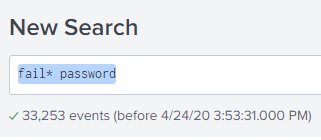 New Search
fail* password
✓ 33,253 events (before 4/24/20 3:53:31.000 PM)